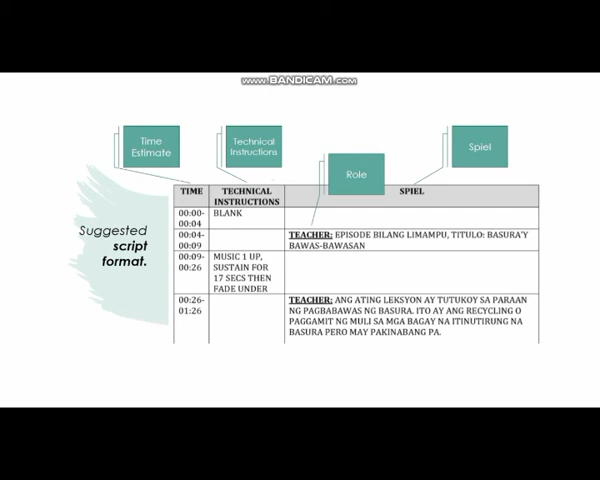 www.BANDICAM.com
Time
Estimate
Technical
Instructions
Role
Spiel
Suggested
script
format.
TIME
TECHNICAL
INSTRUCTIONS
SPIEL
00:00-
00:04
BLANK
00:04-
00:09
TEACHER: EPISODE BILANG LIMAMPU, TITULO: BASURA'Y
BAWAS-BAWASAN
00:09-
00:26
MUSIC 1 UP,
SUSTAIN FOR
17 SECS THEN
FADE UNDER
00:26-
01:26
TEACHER: ANG ATING LEKSYON AY TUTUKOY SA PARAAN
NG PAGBABAWAS NG BASURA. ITO AY ANG RECYCLING O
PAGGAMIT NG MULI SA MGA BAGAY NA ITINUTIRUNG NA
BASURA PERO MAY PAKINABANG PA.